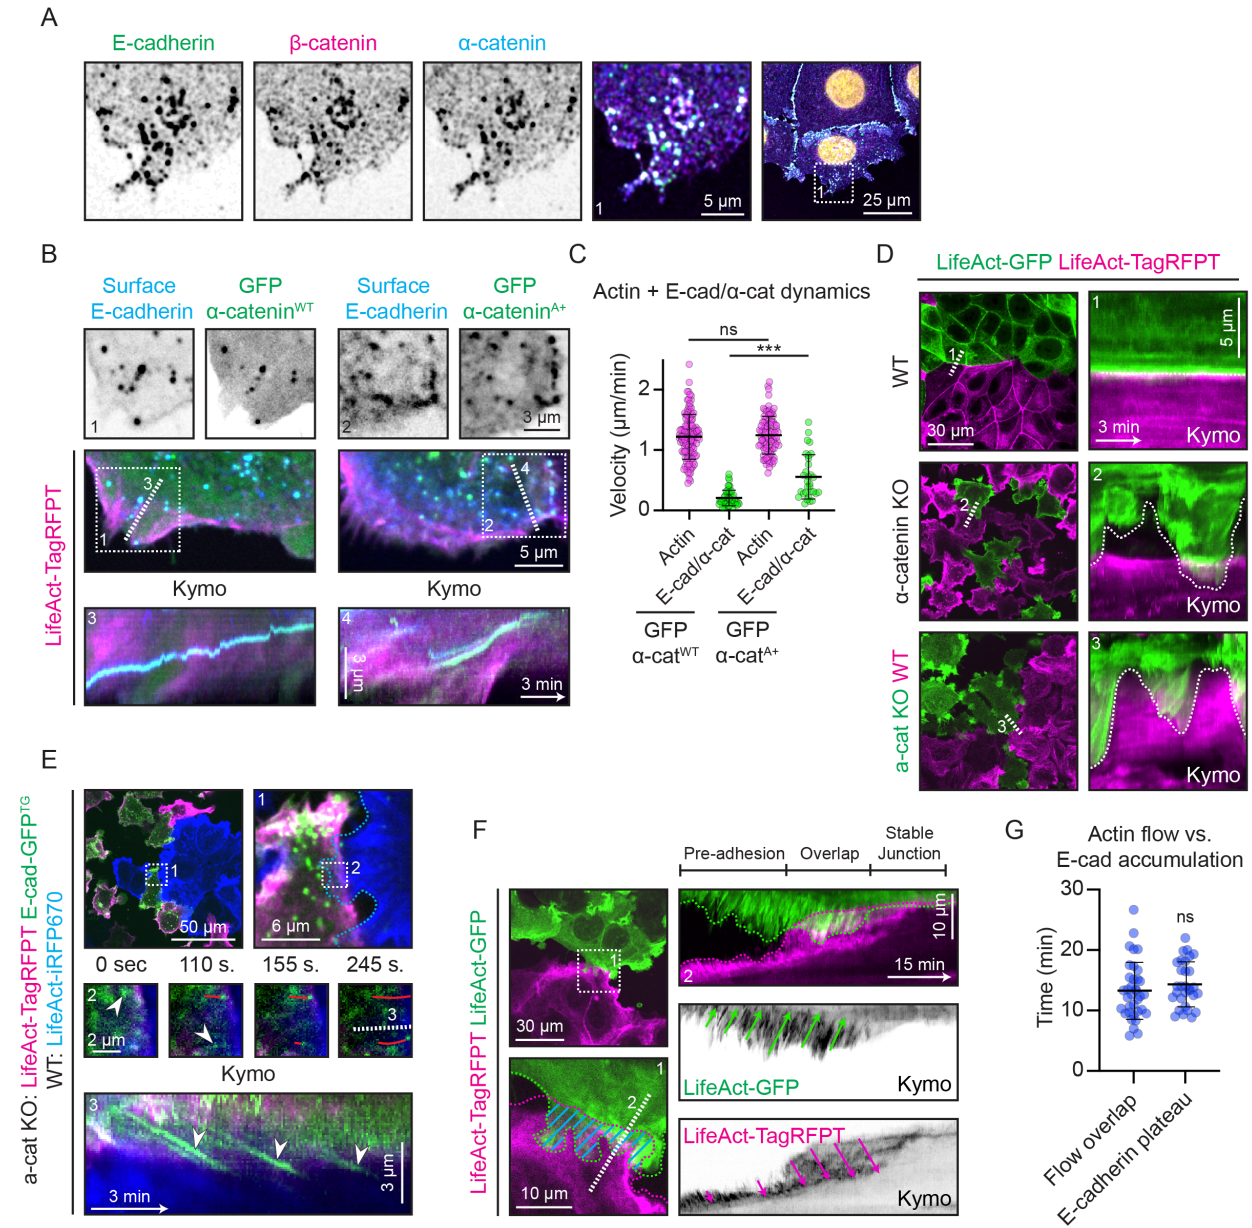 A
E-cadherin
β-catenin
α-catenin
1
5 μm
1
25 μm
B
Surface
E-cadherin
GFP
α-cateninWT
Surface
E-cadherin
GFP
α-cateninA+
1
2
3 μm
LifeAct-TagRFPT
3
1
4
2
5 μm
Kymo
Kymo
3
4
3 μm
3 min
C
Actin + E-cad/α-cat dynamics
ns
***
Velocity (μm/min)
2
1
0
Actin
E-cad/α-cat
Actin
E-cad/α-cat
GFP
α-catWT
GFP
α-catA+
D
LifeAct-GFP LifeAct-TagRFPT
WT
1
30 μm
1
5 μm
3 min
Kymo
α-catenin KO
2
2
Kymo
a-cat KO WT
3
3
Kymo
E
a-cat KO: LifeAct-TagRFPT E-cad-GFPTG
WT: LifeAct-iRFP670
1
50 μm
1
2
6 μm
0 sec
110 s.
155 s.
245 s.
2
2 μm
3
Kymo
3
3 min
3 μm
F
Pre-adhesion
Overlap
Stable
Junction
LifeAct-TagRFPT LifeAct-GFP
1
30 μm
1
2
10 μm
2
10 μm
15 min
LifeAct-GFP
Kymo
LifeAct-TagRFPT
Kymo
G
Actin flow vs.
E-cad accumulation
Time (min)
30
20
10
0
ns
Flow overlap
E-cadherin plateau